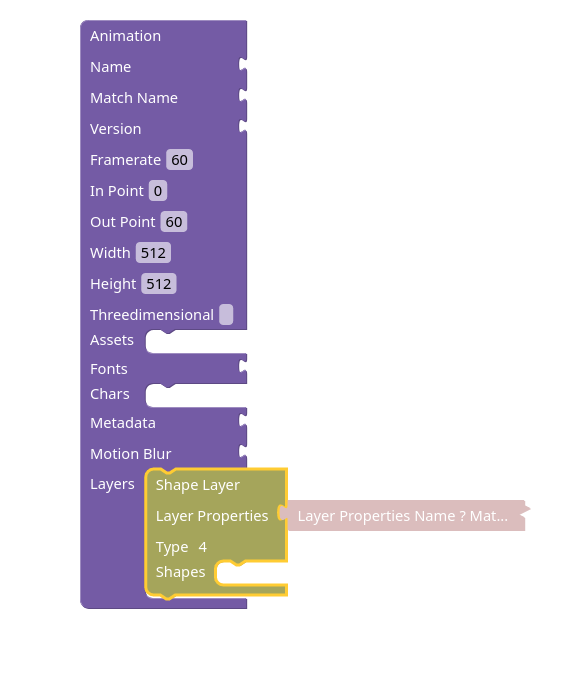 Animation
Name
Match Name
Version
Framerate 60
In Point 0
Out Point 60
Width 512
Height 512
Threedimensional
Assets
Fonts
Chars
Metadata
Motion Blur
Layers Shape Layer
Layer Properties Layer Properties Name ? Mat...
Type 4
Shapes